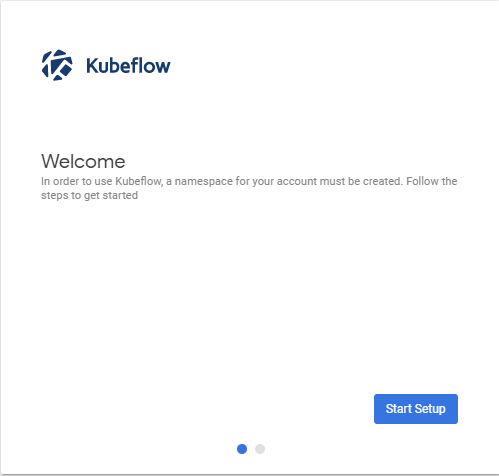 Kubeflow
Welcome
In order to use Kubeflow, a namespace for your account must be created. Follow the
steps to get started
Start Setup